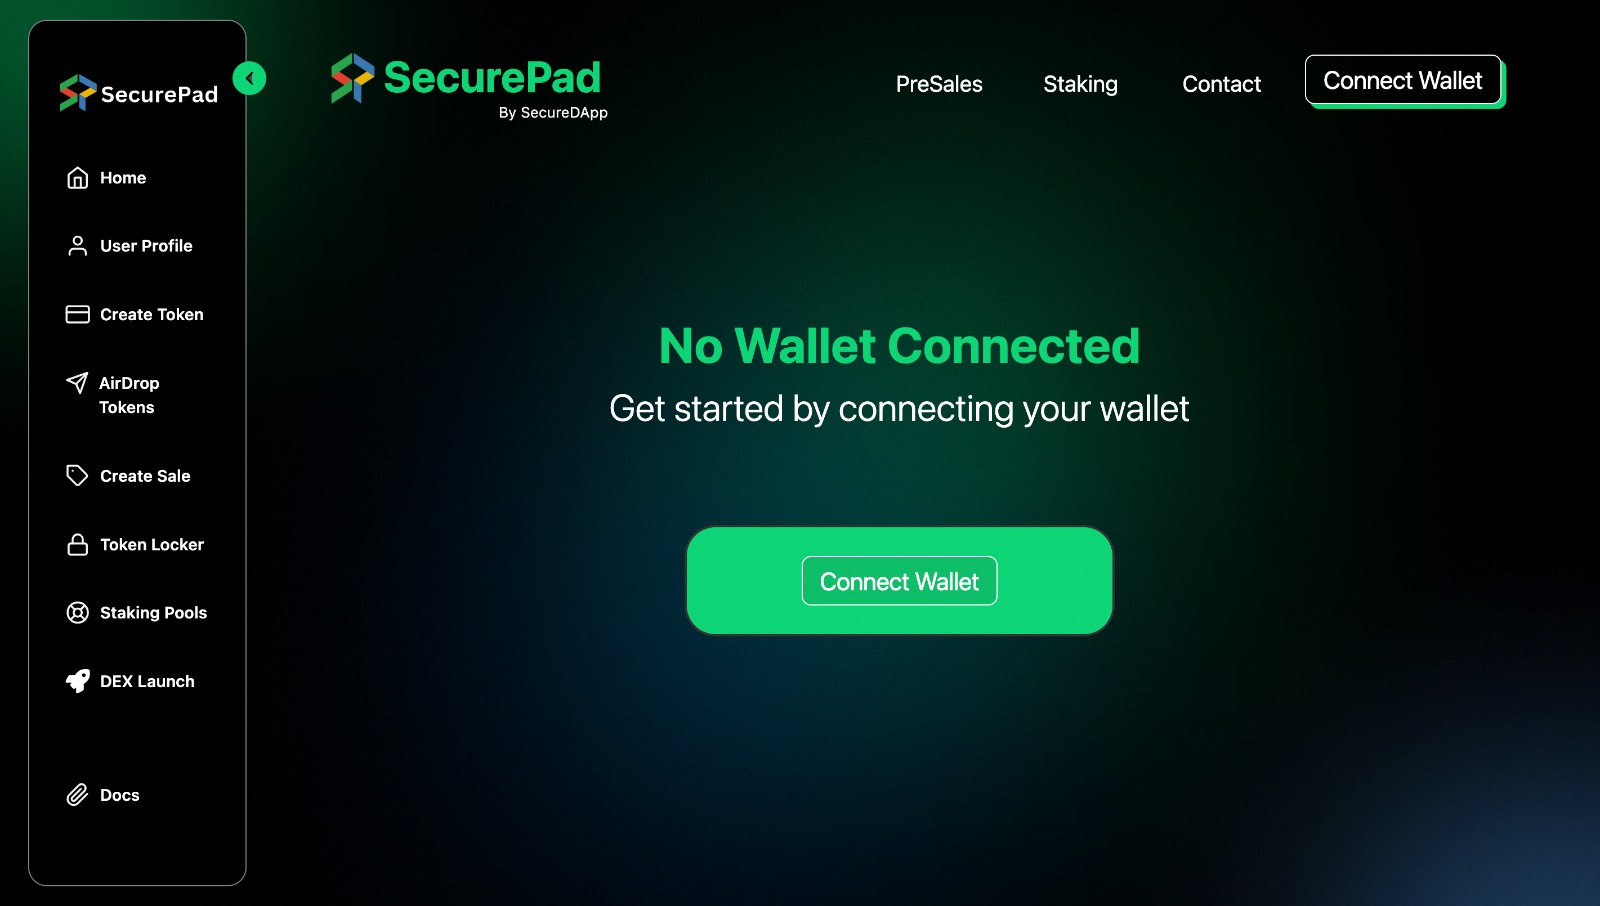 SecurePad
Home
User Profile
Create Token
AirDrop
Tokens
Create Sale
Token Locker
Staking Pools
DEX Launch
Docs
SecurePad
By SecureDApp
PreSales
Staking
Contact
Connect Wallet
No Wallet Connected
Get started by connecting your wallet
Connect Wallet